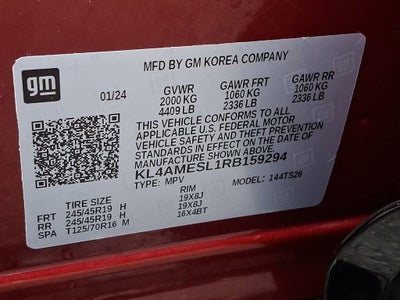 MFD BY GM KOREA COMPANY
gm
01/24 GVWR GAWR FRT GAWR RR
2000 KG 1060 KG 1060 KG
4409 LB 2336 LB 2336 LB
THIS VEHICLE CONFORMS TO ALL
APPLICABLE U.S. FEDERAL MOTOR
VEHICLE SAFETY AND THEFT PREVENTION
STANDARDS IN EFFECT ON THE DATE OF
MANUFACTURE SHOWN ABOVE.
KL4AMESL1RB159294
TYPE: MPV MODEL: 144TS26
TIRE SIZE RIM
FRT 245/45R19 H 19X8J
RR 245/45R19 H 19X8J
SPA T125/70R16 M 16X4BT